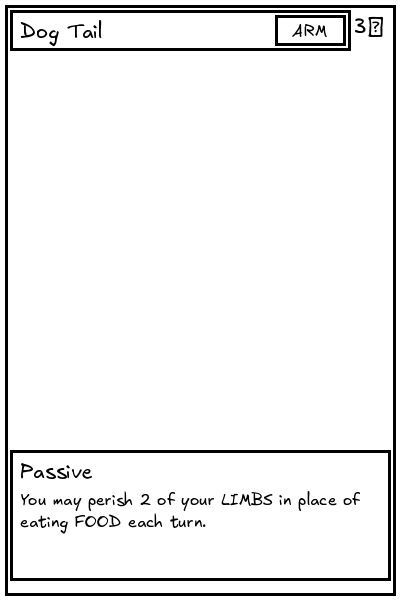 Dog Tail
ARM
3
Passive
You may perish 2 of your LIMBS in place of
eating FOOD each turn.